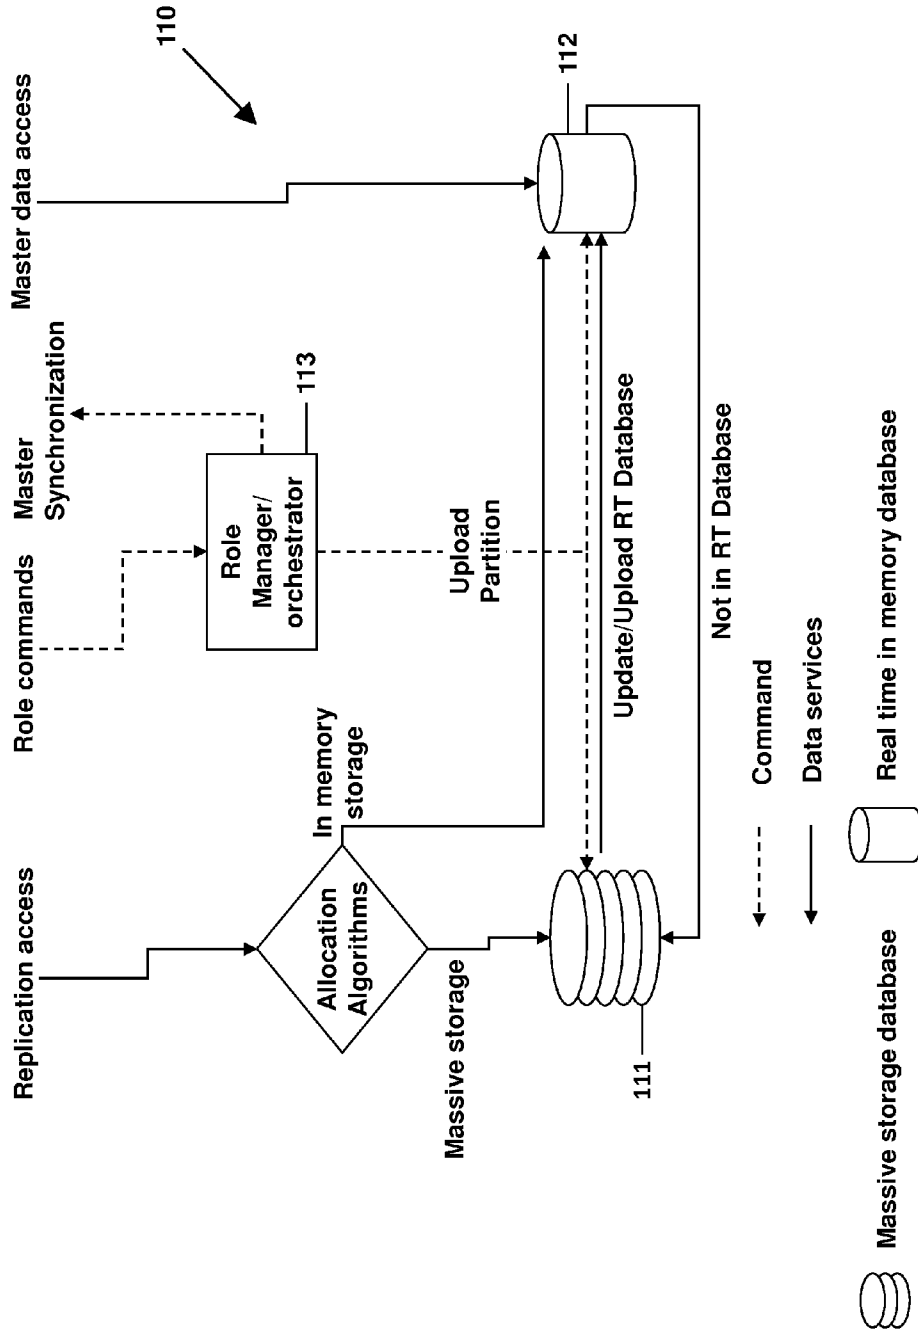 Replication access
Role commands
Master
Synchronization
Master data access
110
Allocation
Algorithms
In memory
storage
Role
Manager/
orchestrator
113
Massive storage
Upload
Partition
112
111
Update/Upload RT Database
Not in RT Database
Command
Data services
Massive storage database
Real time in memory database